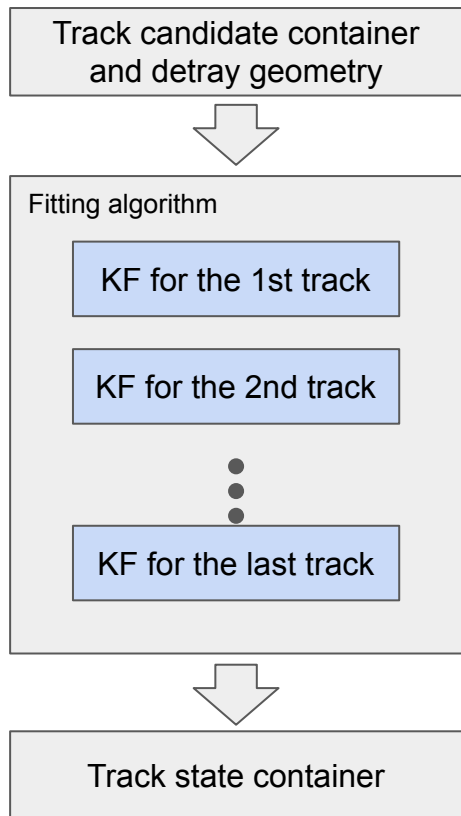 Track candidate container
and detray geometry
Fitting algorithm
KF for the 1st track
KF for the 2nd track
KF for the last track
Track state container